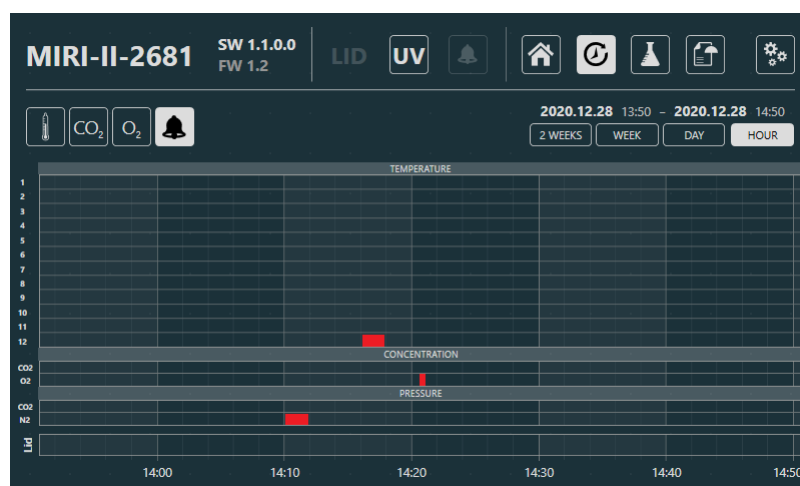 MIRI-II-2681 SW 1.1.0.0 LID UV
FW 1.2
CO₂ O₂ 2020.12.28 13:50 – 2020.12.28 14:50
2 WEEKS WEEK DAY HOUR
TEMPERATURE
1
2
3
4
5
6
7
8
9
10
11
12
CONCENTRATION
CO2
O2
PRESSURE
CO2
N2
Lid
14:00 14:10 14:20 14:30 14:40 14:50